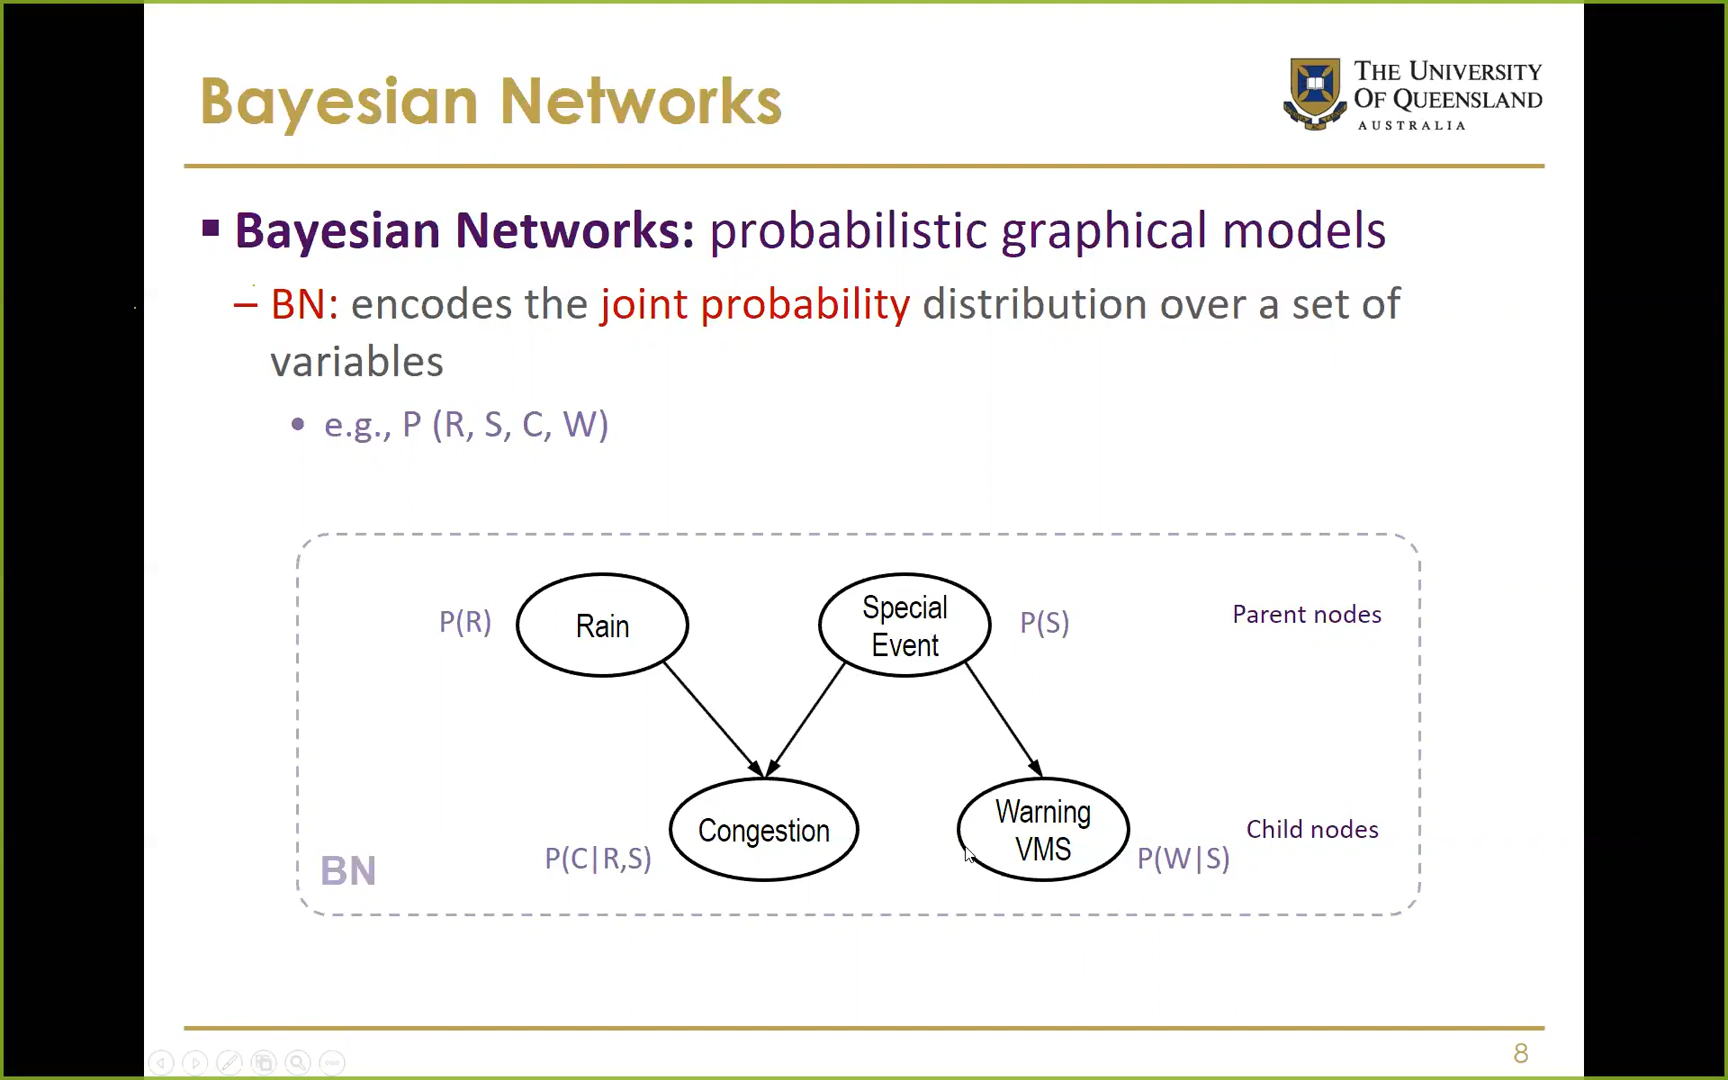 Bayesian Networks
THE UNIVERSITY
OF QUEENSLAND
AUSTRALIA
▪ Bayesian Networks: probabilistic graphical models
– BN: encodes the joint probability distribution over a set of
variables
• e.g., P (R, S, C, W)
P(R)
Rain
Special
Event
P(S)
Parent nodes
Congestion
P(C|R,S)
Warning
VMS
P(W|S)
Child nodes
BN
8